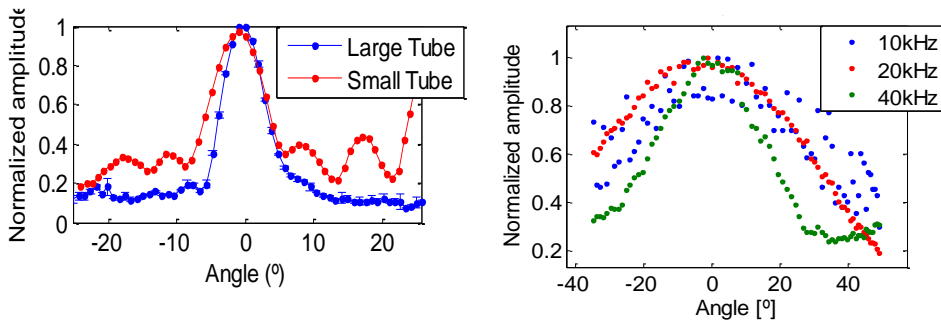 Normalized amplitude
1
0.8
0.6
0.4
0.2
0
-20
-10
0
10
20
Angle (º)
Large Tube
Small Tube
Normalized amplitude
1
0.8
0.6
0.4
0.2
-40
-20
0
20
40
Angle [º]
10kHz
20kHz
40kHz